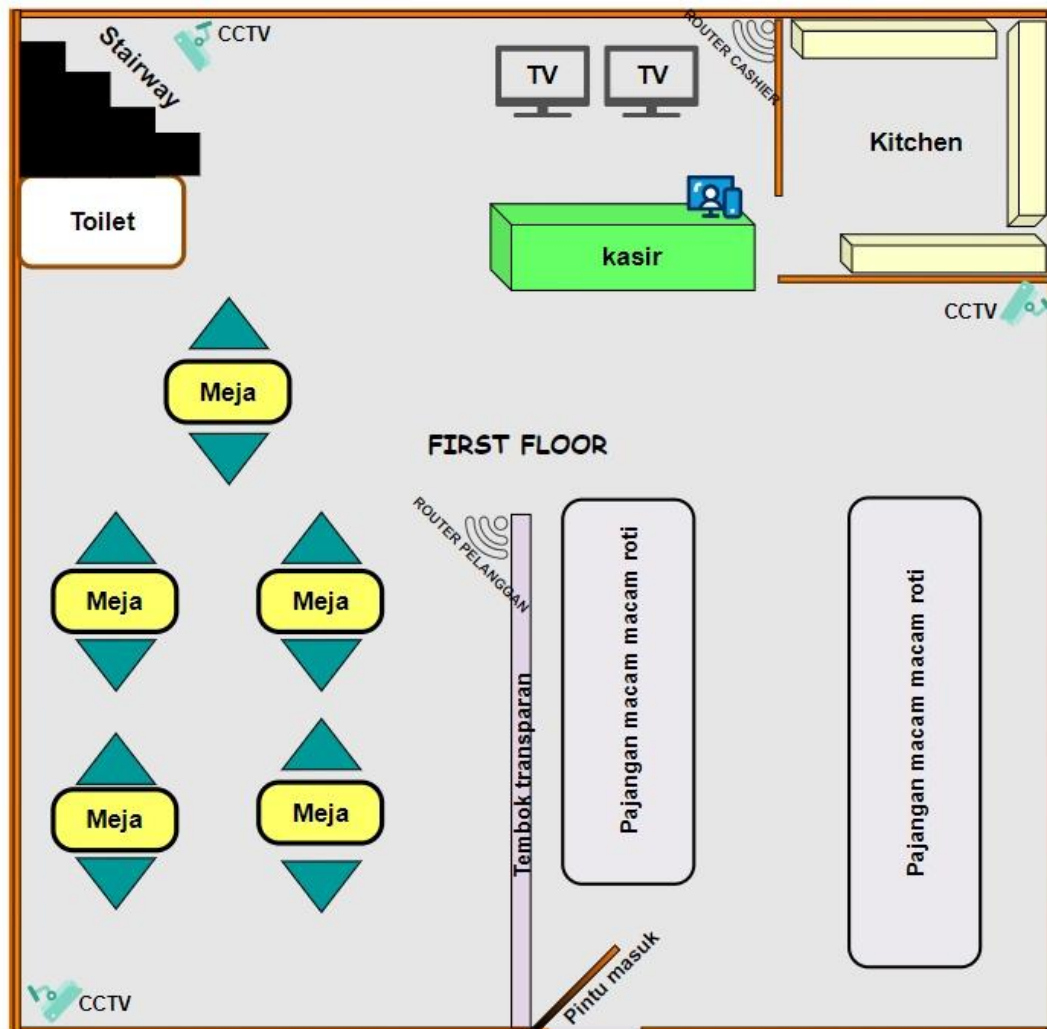 CCTV
Stairway
ROUTER CASHIER
TV
TV
Kitchen
Toilet
kasir
CCTV
Meja
FIRST FLOOR
ROUTER PELANGGAN
Pajangan macam macam roti
Pajangan macam macam roti
Meja
Meja
Tembok transparan
Meja
Meja
Pintu masuk
CCTV